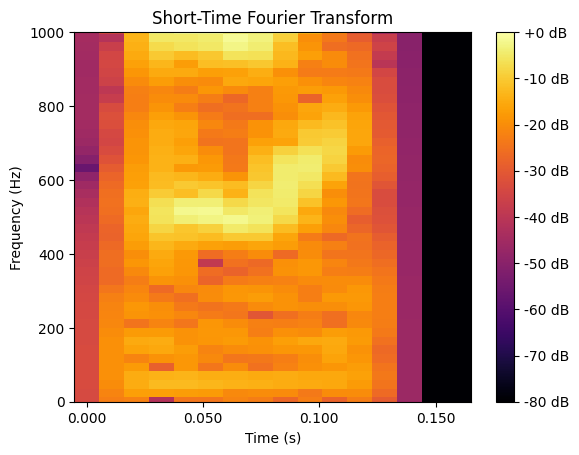 Short-Time Fourier Transform
1000
800
600
400
200
0
Frequency (Hz)
0.000
0.050
0.100
0.150
Time (s)
+0 dB
-10 dB
-20 dB
-30 dB
-40 dB
-50 dB
-60 dB
-70 dB
-80 dB